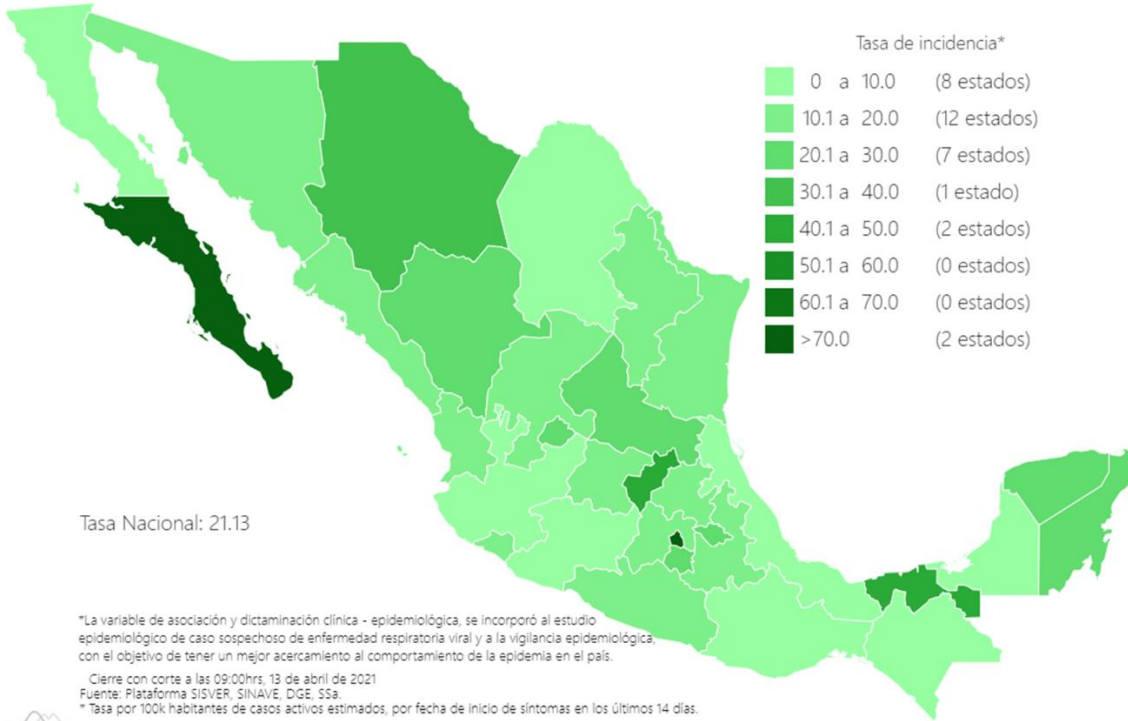 Tasa de incidencia*
0 a 10.0 (8 estados)
10.1 a 20.0 (12 estados)
20.1 a 30.0 (7 estados)
30.1 a 40.0 (1 estado)
40.1 a 50.0 (2 estados)
50.1 a 60.0 (0 estados)
60.1 a 70.0 (0 estados)
>70.0 (2 estados)
Tasa Nacional: 21.13
*La variable de asociación y dictaminación clínica - epidemiológica, se incorporó al estudio
epidemiológico de caso sospechoso de enfermedad respiratoria viral y a la vigilancia epidemiológica,
con el objetivo de tener un mejor acercamiento al comportamiento de la epidemia en el país.
Cierre con corte a las 09:00hrs, 13 de abril de 2021
Fuente: Plataforma SISVER, SINAVE, DGE, SSa.
* Tasa por 100k habitantes de casos activos estimados, por fecha de inicio de síntomas en los últimos 14 días.